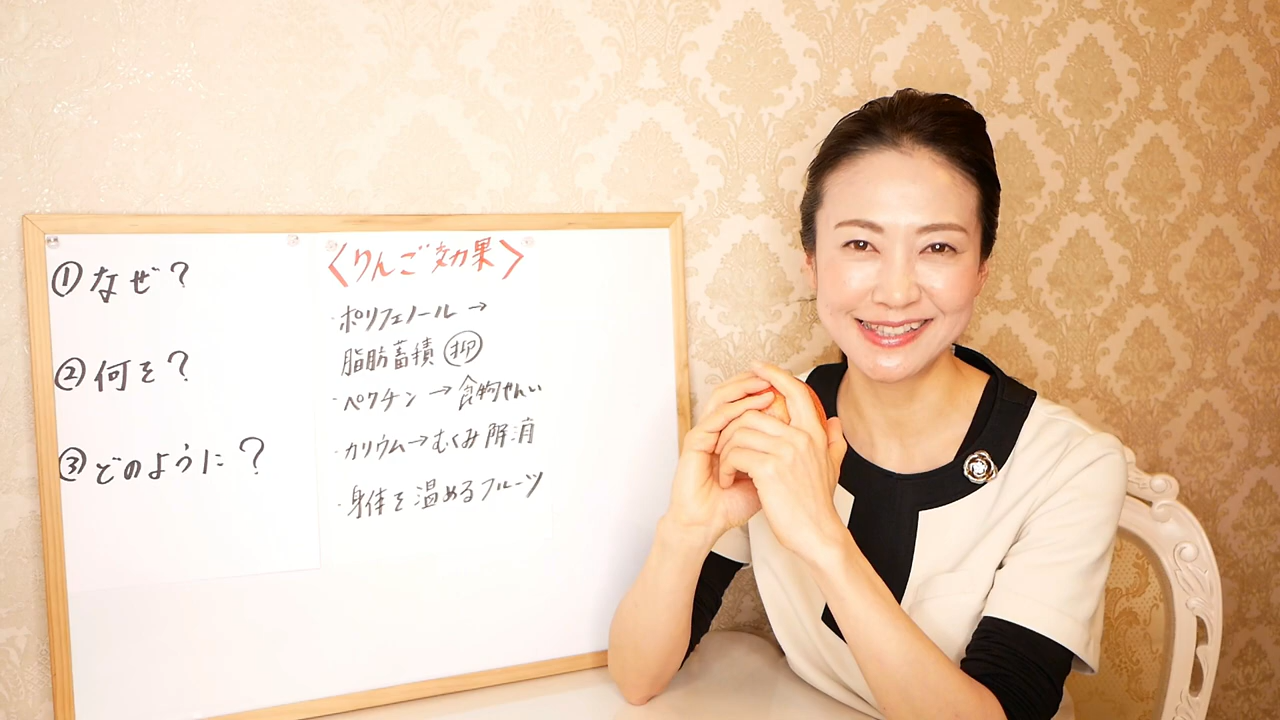 ①なぜ？
②何を？
③どのように？
〈りんご効果〉
・ポリフェノール→
脂肪蓄積㊥抑
・ペクチン→食物せんい
・カリウム→むくみ解消
・身体を温めるフルーツ